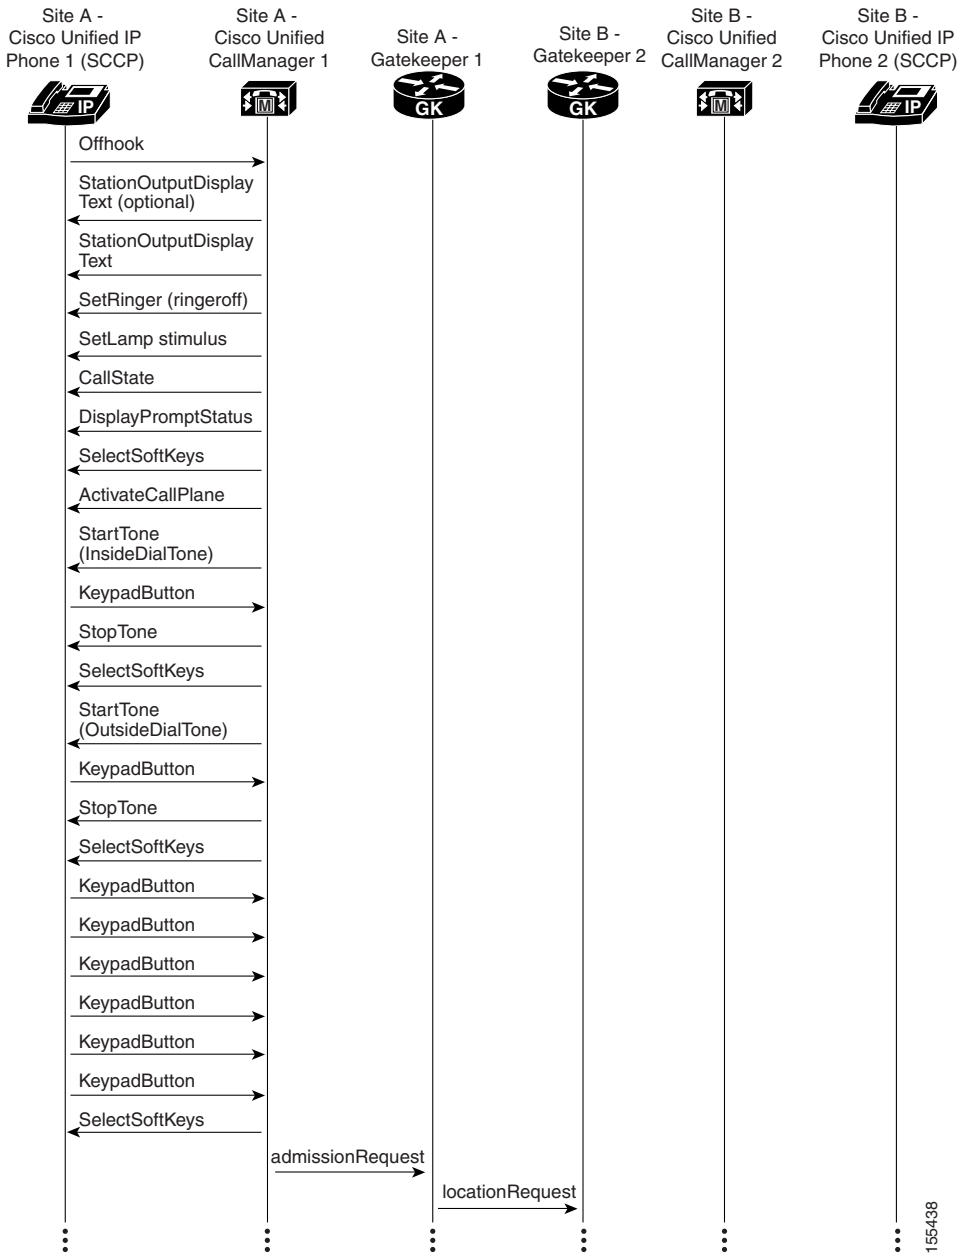 Site A -
Cisco Unified IP
Phone 1 (SCCP)
Site A -
Cisco Unified
CallManager 1
Site A -
Gatekeeper 1
Site B -
Gatekeeper 2
Site B -
Cisco Unified
CallManager 2
Site B -
Cisco Unified IP
Phone 2 (SCCP)
IP
M
GK
GK
M
IP
Offhook
StationOutputDisplay
Text (optional)
StationOutputDisplay
Text
SetRinger (ringeroff)
SetLamp stimulus
CallState
DisplayPromptStatus
SelectSoftKeys
ActivateCallPlane
StartTone
(InsideDialTone)
KeypadButton
StopTone
SelectSoftKeys
StartTone
(OutsideDialTone)
KeypadButton
StopTone
SelectSoftKeys
KeypadButton
KeypadButton
KeypadButton
KeypadButton
KeypadButton
KeypadButton
SelectSoftKeys
admissionRequest
locationRequest
155438